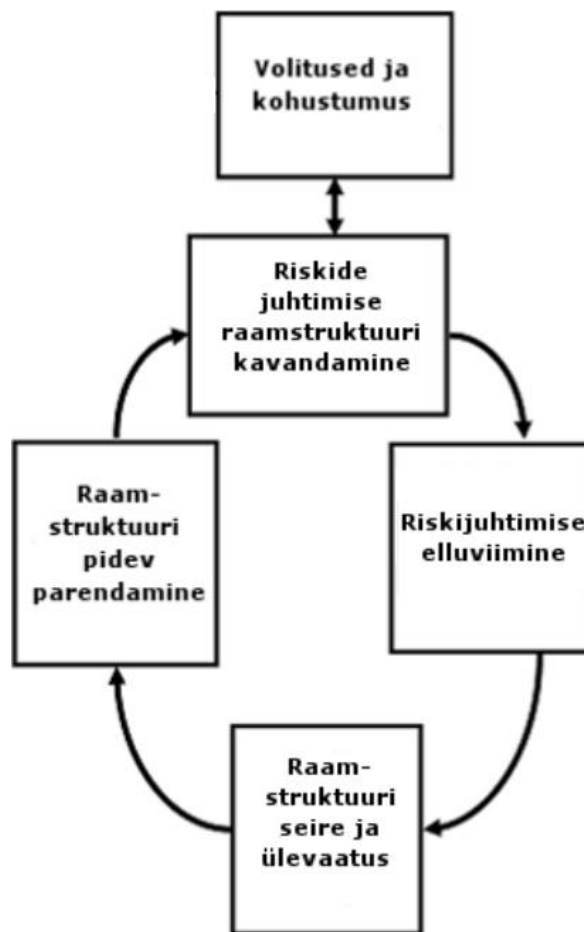 Volitused ja
kohustumus
Riskide
juhtimise
raamstruktuuri
kavandamine
Riskijuhtimise
elluviimine
Raam-
struktuuri
seire ja
ülevaatus
Raam-
struktuuri
pidev
parendamine